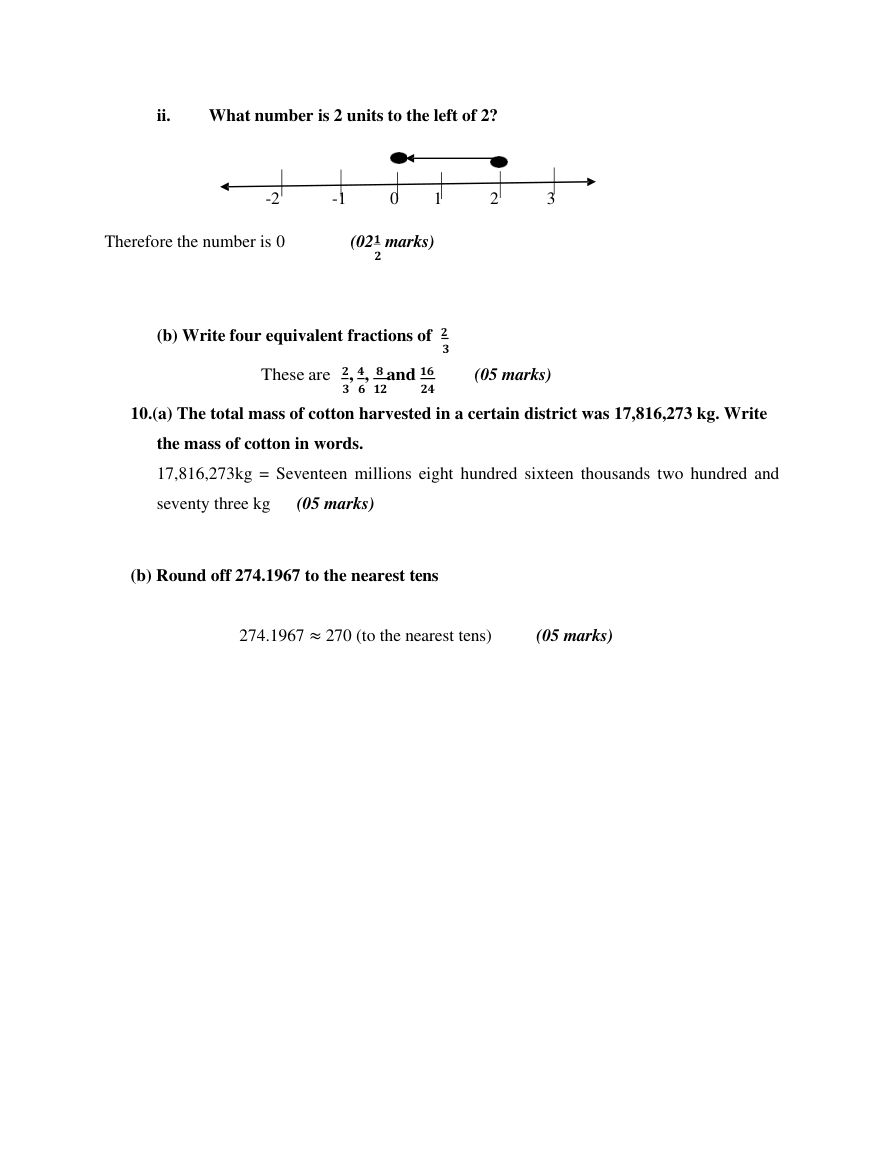 ii. What number is 2 units to the left of 2?
-2 -1 0 1 2 3
Therefore the number is 0 (02 1/2 marks)
(b) Write four equivalent fractions of 2/3
These are 2/3, 4/6, 8/12 and 16/24 (05 marks)
10.(a) The total mass of cotton harvested in a certain district was 17,816,273 kg. Write
the mass of cotton in words.
17,816,273kg = Seventeen millions eight hundred sixteen thousands two hundred and
seventy three kg (05 marks)
(b) Round off 274.1967 to the nearest tens
274.1967 ≈ 270 (to the nearest tens) (05 marks)